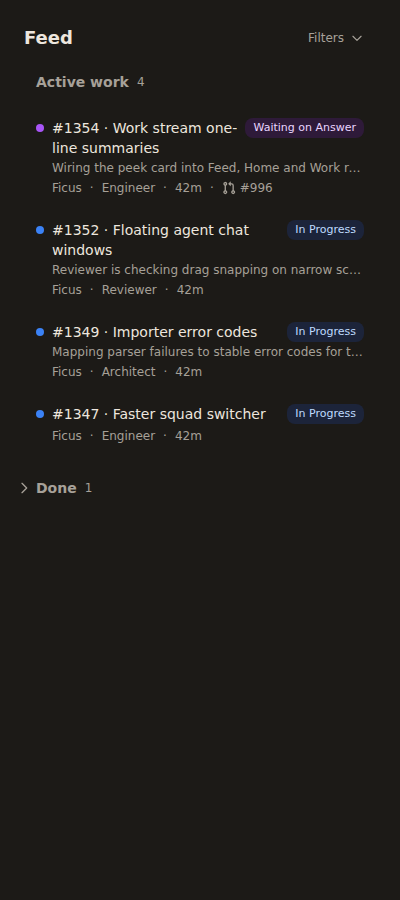 Feed
Filters
Active work 4
#1354 · Work stream one-
line summaries
Waiting on Answer
Wiring the peek card into Feed, Home and Work r…
Ficus · Engineer · 42m · #996
#1352 · Floating agent chat
windows
In Progress
Reviewer is checking drag snapping on narrow sc…
Ficus · Reviewer · 42m
#1349 · Importer error codes
In Progress
Mapping parser failures to stable error codes for t…
Ficus · Architect · 42m
#1347 · Faster squad switcher
In Progress
Ficus · Engineer · 42m
Done 1